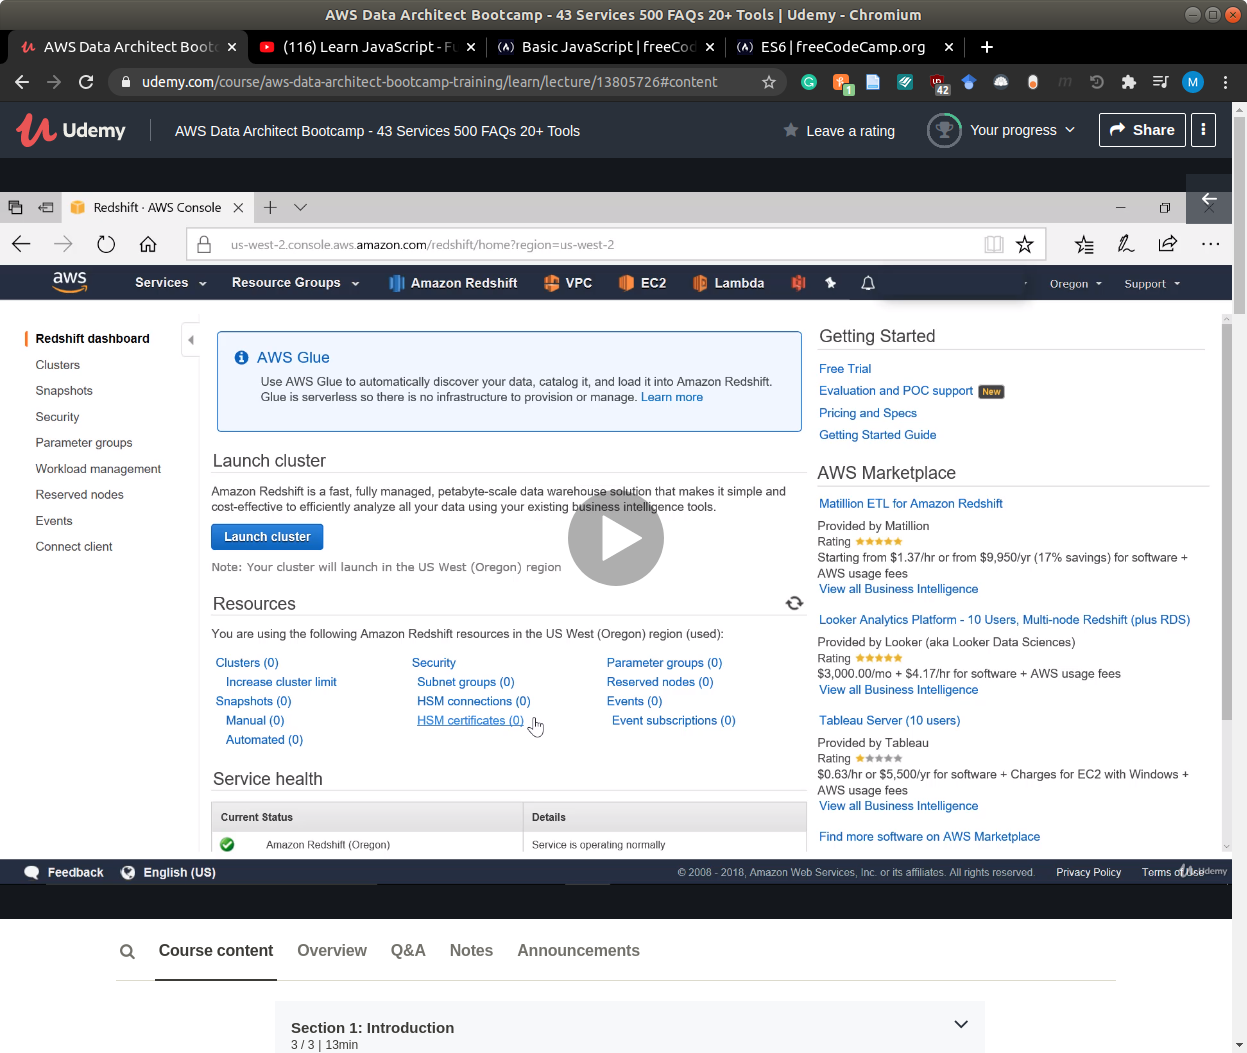 AWS Data Architect Bootcamp - 43 Services 500 FAQs 20+ Tools | Udemy - Chromium
AWS Data Architect Boot
(116) Learn JavaScript - Fu
Basic JavaScript | freeCod
ES6 | freeCodeCamp.org
udemy.com/course/aws-data-architect-bootcamp-training/learn/lecture/13805726#content
1
42
M
Udemy
AWS Data Architect Bootcamp - 43 Services 500 FAQs 20+ Tools
Leave a rating
Your progress
Share
Redshift · AWS Console
us-west-2.console.aws.amazon.com/redshift/home?region=us-west-2
aws
Services
Resource Groups
Amazon Redshift
VPC
EC2
Lambda
Oregon
Support
Redshift dashboard
Clusters
Snapshots
Security
Parameter groups
Workload management
Reserved nodes
Events
Connect client
AWS Glue
Use AWS Glue to automatically discover your data, catalog it, and load it into Amazon Redshift.
Glue is serverless so there is no infrastructure to provision or manage. Learn more
Launch cluster
Amazon Redshift is a fast, fully managed, petabyte-scale data warehouse solution that makes it simple and
cost-effective to efficiently analyze all your data using your existing business intelligence tools.
Launch cluster
Note: Your cluster will launch in the US West (Oregon) region
Resources
You are using the following Amazon Redshift resources in the US West (Oregon) region (used):
Clusters (0)
Increase cluster limit
Snapshots (0)
Manual (0)
Automated (0)
Security
Subnet groups (0)
HSM connections (0)
HSM certificates (0)
Parameter groups (0)
Reserved nodes (0)
Events (0)
Event subscriptions (0)
Service health
Current Status
Details
Amazon Redshift (Oregon)
Service is operating normally
Getting Started
Free Trial
Evaluation and POC support New
Pricing and Specs
Getting Started Guide
AWS Marketplace
Matillion ETL for Amazon Redshift
Provided by Matillion
Rating
Starting from $1.37/hr or from $9,950/yr (17% savings) for software +
AWS usage fees
View all Business Intelligence
Looker Analytics Platform - 10 Users, Multi-node Redshift (plus RDS)
Provided by Looker (aka Looker Data Sciences)
Rating
$3,000.00/mo + $4.17/hr for software + AWS usage fees
View all Business Intelligence
Tableau Server (10 users)
Provided by Tableau
Rating
$0.63/hr or $5,500/yr for software + Charges for EC2 with Windows +
AWS usage fees
View all Business Intelligence
Find more software on AWS Marketplace
Feedback
English (US)
© 2008 - 2018, Amazon Web Services, Inc. or its affiliates. All rights reserved.
Privacy Policy
Terms of Use
Udemy
Course content
Overview
Q&A
Notes
Announcements
Section 1: Introduction
3 / 3 | 13min